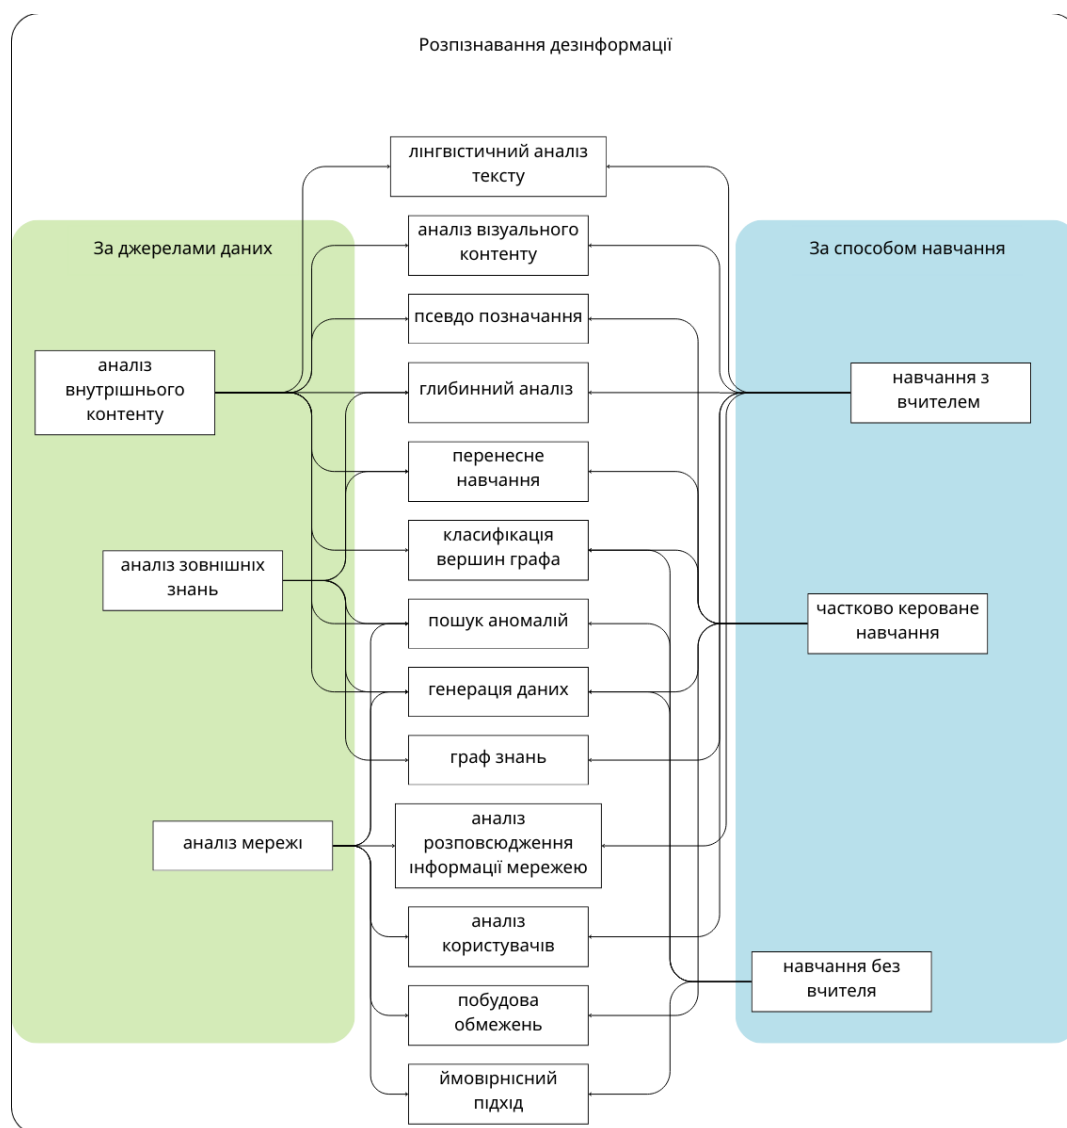 Розпізнавання дезінформації
лінгвістичний аналіз
тексту
За джерелами даних
аналіз візуального
контенту
За способом навчання
псевдо позначання
аналіз
внутрішнього
контенту
глибинний аналіз
навчання з
вчителем
перенесне
навчання
класифікація
вершин графа
аналіз зовнішніх
знань
пошук аномалій
частково кероване
навчання
генерація даних
граф знань
аналіз мережі
аналіз
розповсюдження
інформації мережею
аналіз
користувачів
навчання без
вчителя
побудова
обмежень
ймовірнісний
підхід